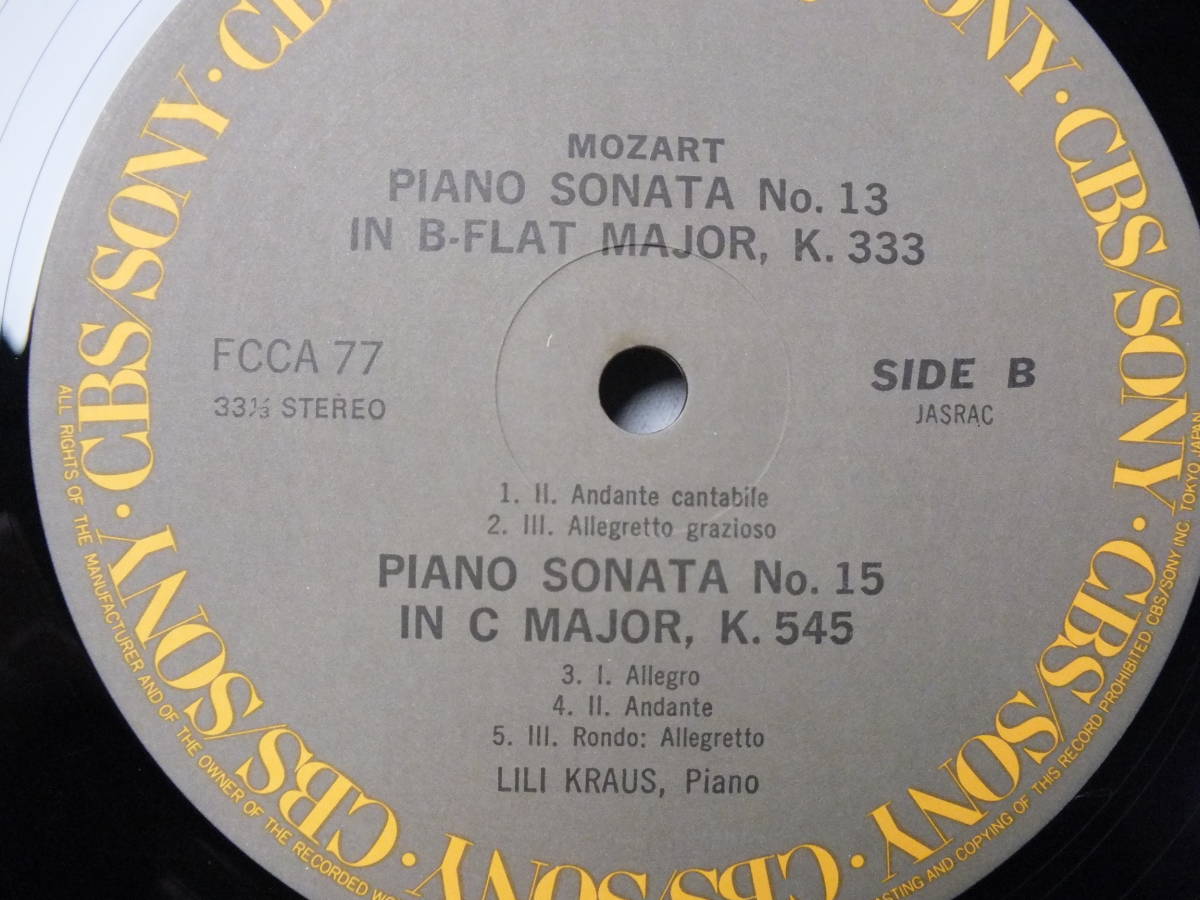 MOZART
PIANO SONATA No. 13
IN B-FLAT MAJOR, K. 333
FCCA 77
33⅓ STEREO
SIDE B
JASRAC
1. II. Andante cantabile
2. III. Allegretto grazioso
PIANO SONATA No. 15
IN C MAJOR, K. 545
3. I. Allegro
4. II. Andante
5. III. Rondo: Allegretto
LILI KRAUS, Piano
CBS/SONY · CBS/SONY · CBS/SONY · CBS/SONY · CBS/SONY · CBS/SONY · CBS/SONY
ALL RIGHTS OF THE MANUFACTURER AND OF THE OWNER OF THE RECORDED
AND COPYING OF THIS RECORD PROHIBITED CBS/SONY INC. TOKYO JAPAN